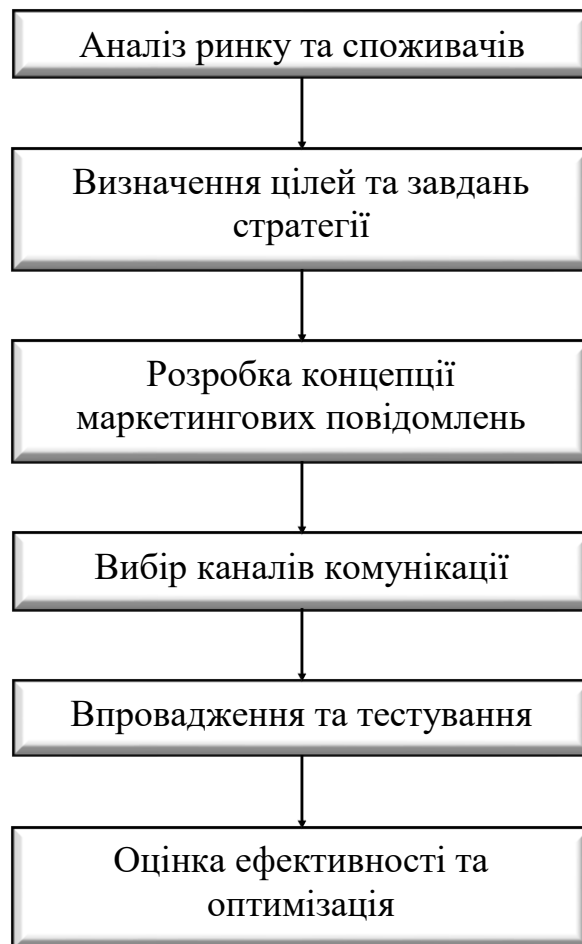 Аналіз ринку та споживачів
Визначення цілей та завдань
стратегії
Розробка концепції
маркетингових повідомлень
Вибір каналів комунікації
Впровадження та тестування
Оцінка ефективності та
оптимізація